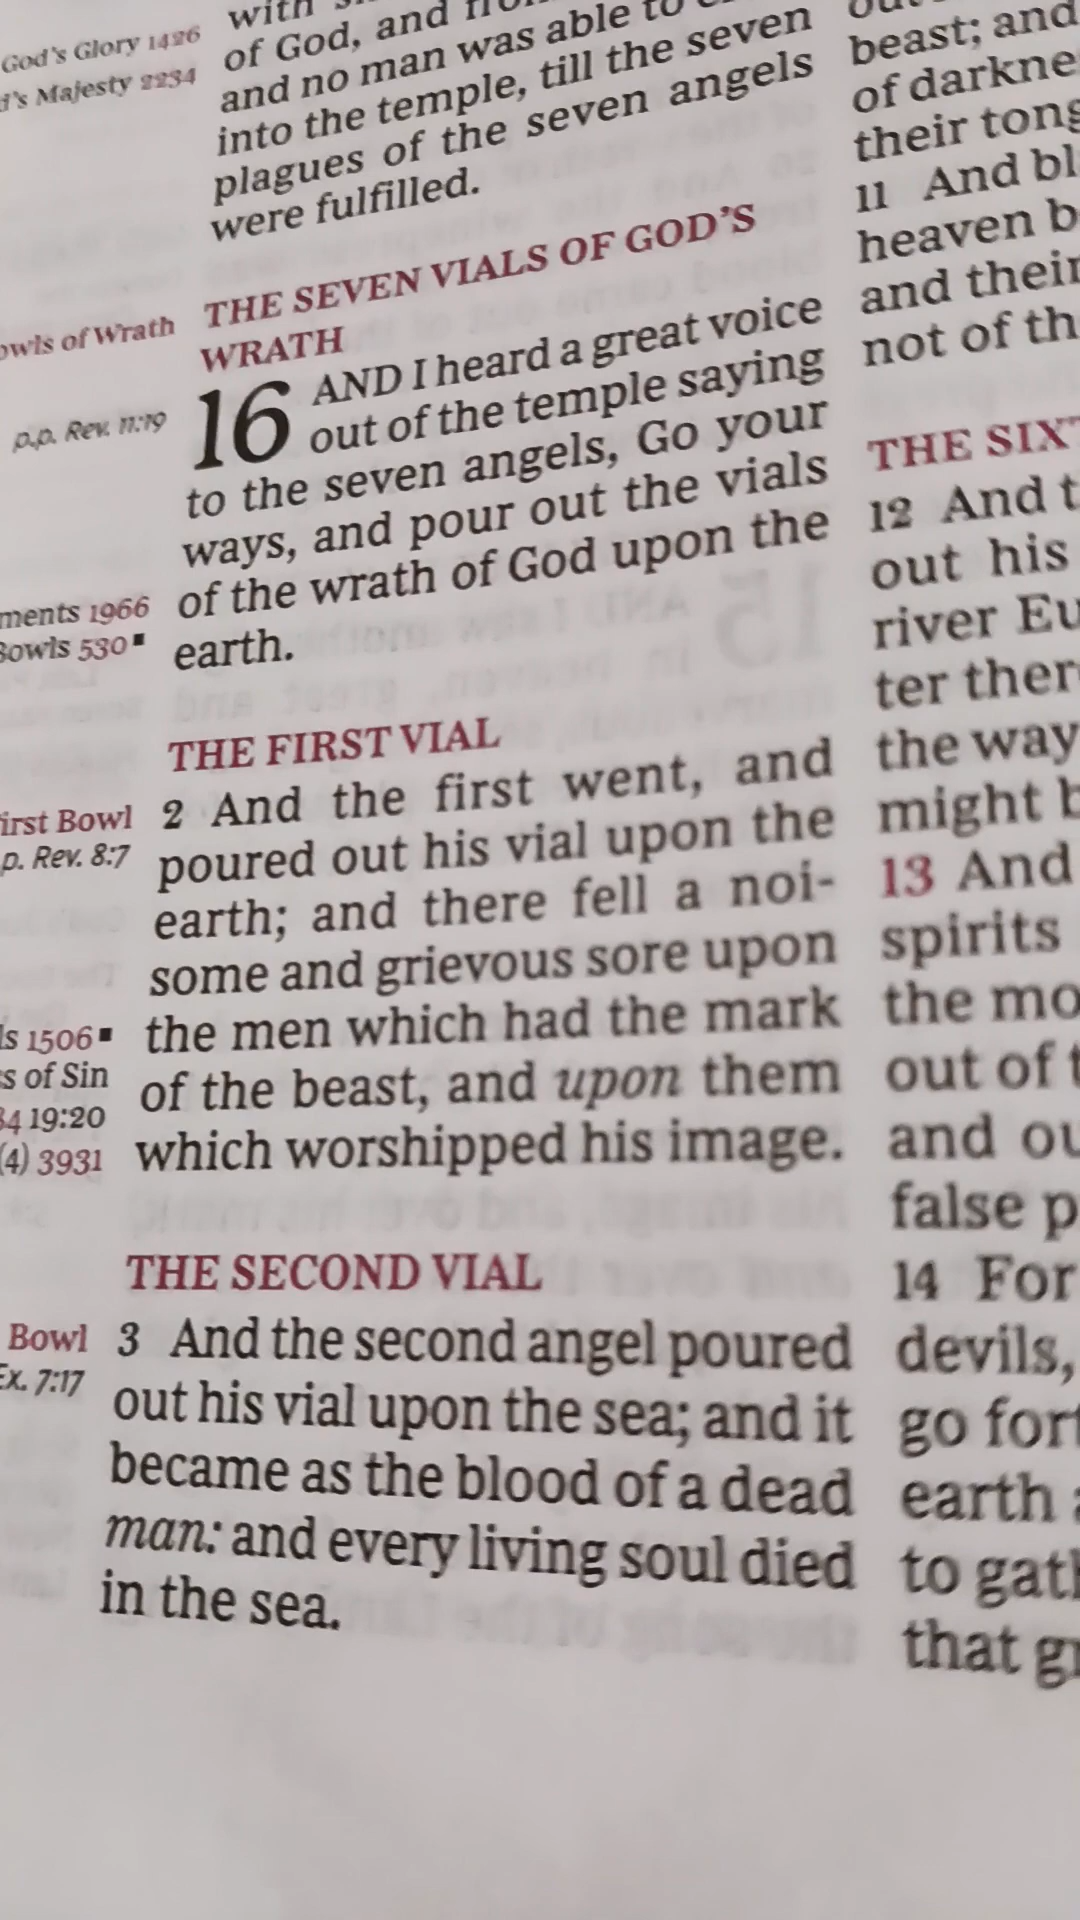 God's Glory 1426
Majesty 2234
owls of Wrath
p.p. Rev. 11:19
ments 1966
Bowls 530
irst Bowl
p. Rev. 8:7
ls 1506
s of Sin
19:20
(4) 3931
Bowl
Ex. 7:17
with
of God, and
and no man was able to
into the temple, till the seven
plagues of the seven angels
were fulfilled.
THE SEVEN VIALS OF GOD'S
WRATH
16 AND I heard a great voice
out of the temple saying
to the seven angels, Go your
ways, and pour out the vials
of the wrath of God upon the
earth.
THE FIRST VIAL
2 And the first went, and
poured out his vial upon the
earth; and there fell a noi-
some and grievous sore upon
the men which had the mark
of the beast, and upon them
which worshipped his image.
THE SECOND VIAL
3 And the second angel poured
out his vial upon the sea; and it
became as the blood of a dead
man: and every living soul died
in the sea.
beast; and
of darkne
their tong
11 And bl
heaven b
and their
not of th
THE SIX
12 And t
out his
river Eu
ter ther
the way
might b
13 And
spirits
the mo
out of t
and ou
false p
14 For
devils,
go fort
earth
to gath
that gr